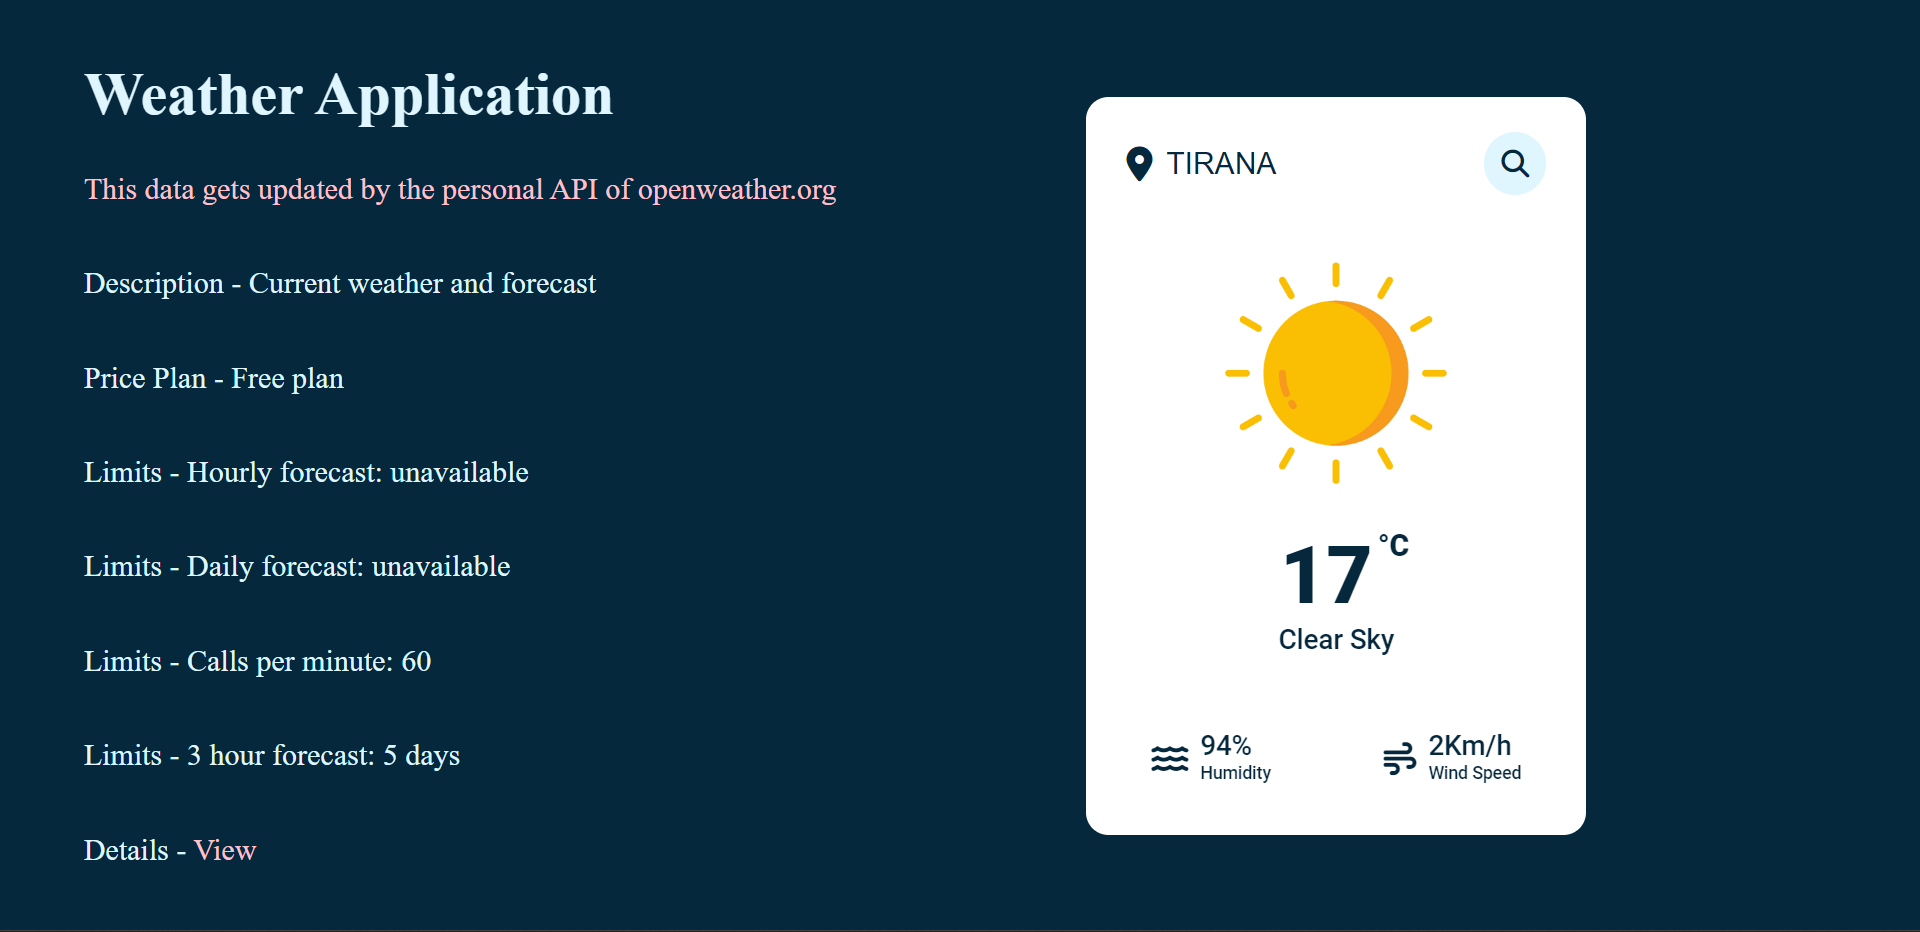 Weather Application
This data gets updated by the personal API of openweather.org
Description - Current weather and forecast
Price Plan - Free plan
Limits - Hourly forecast: unavailable
Limits - Daily forecast: unavailable
Limits - Calls per minute: 60
Limits - 3 hour forecast: 5 days
Details - View
TIRANA
17 °C
Clear Sky
94%
Humidity
2Km/h
Wind Speed